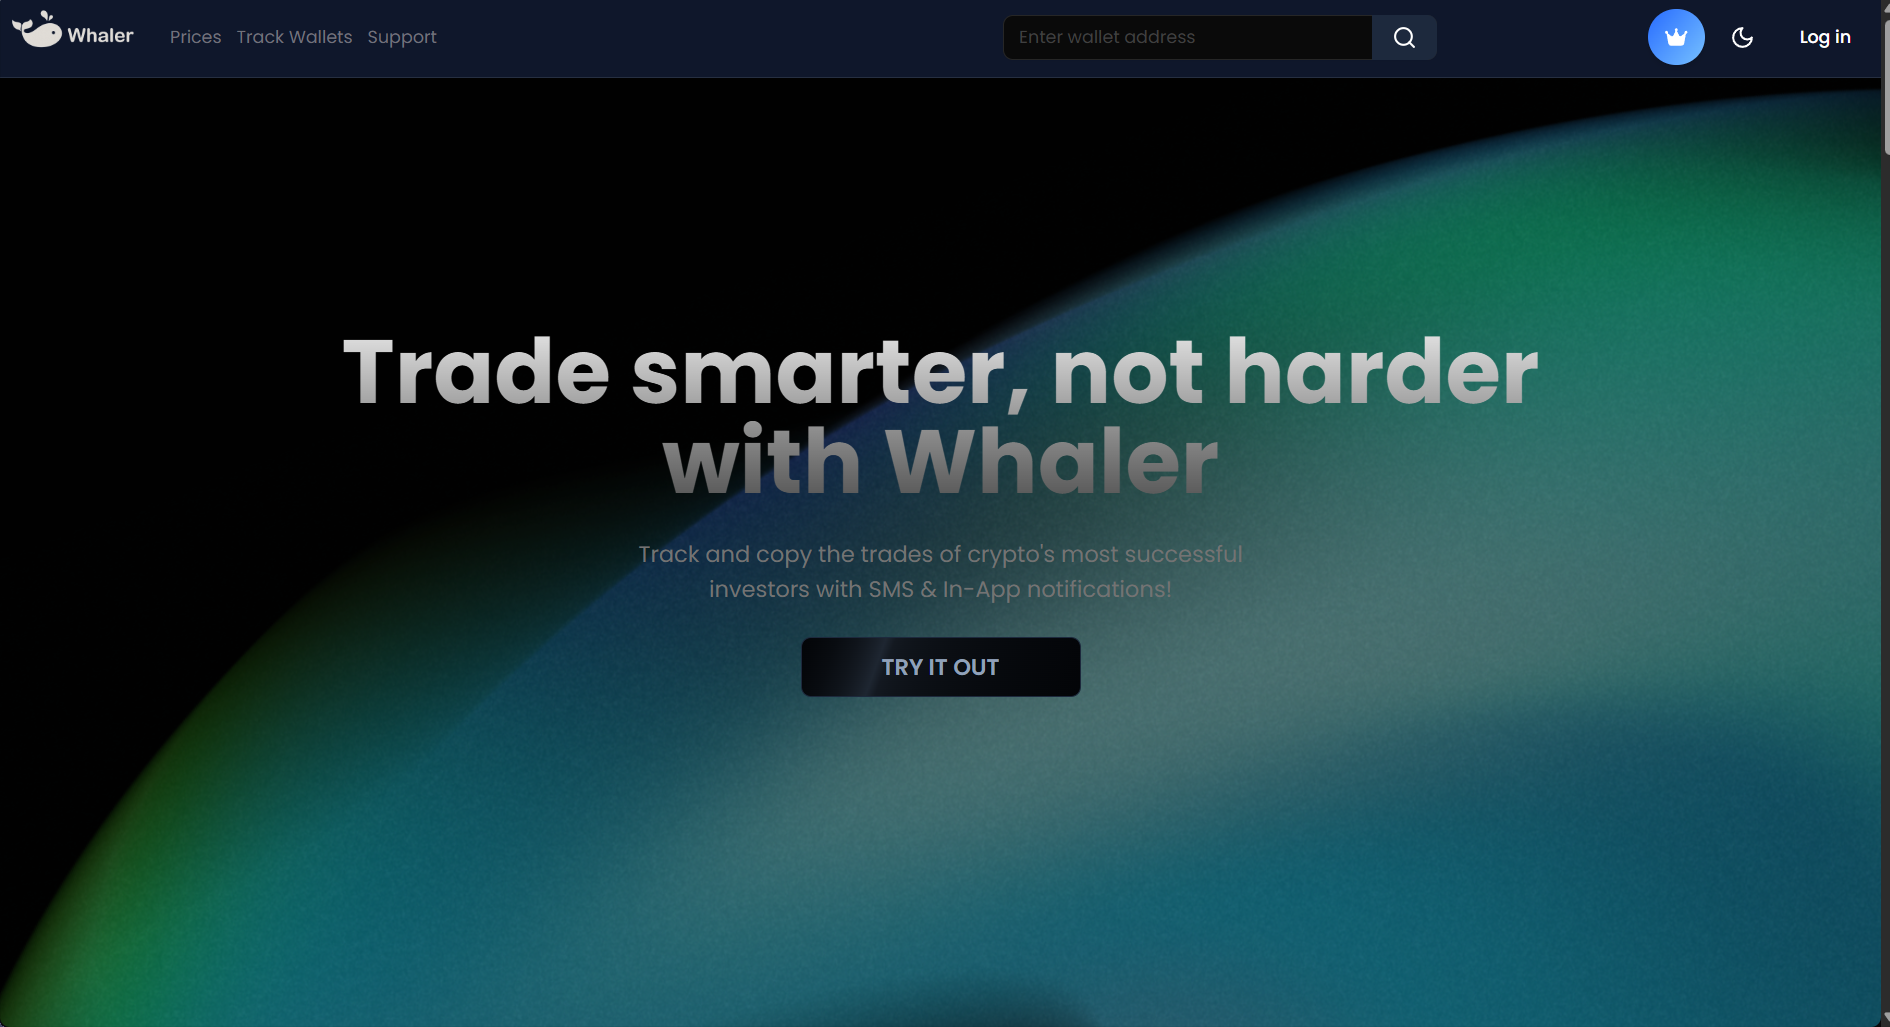 Whaler
Prices
Track Wallets
Support
Enter wallet address
Log in
Trade smarter, not harder
with Whaler
Track and copy the trades of crypto's most successful
investors with SMS & In-App notifications!
TRY IT OUT